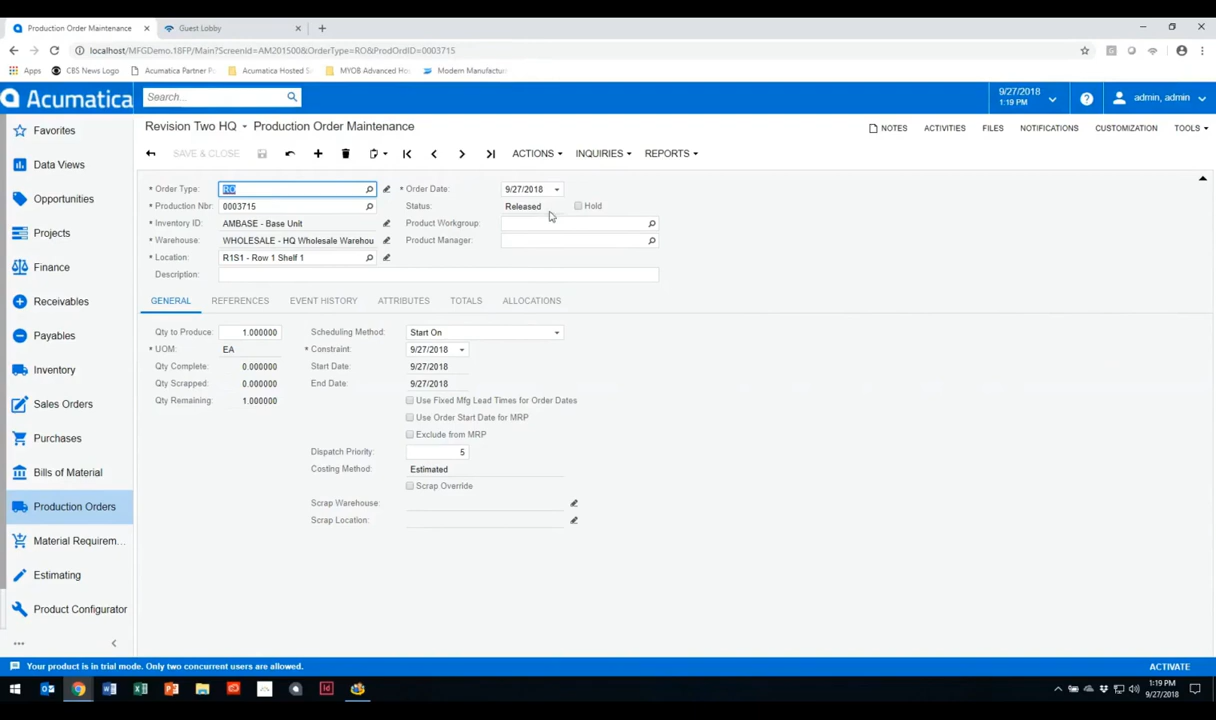 Production Order Maintenance
Guest Lobby
localhost/MFGDemo.18FP/Main?ScreenId=AM201500&OrderType=RO&ProdOrdID=0003715
Apps
CBS News Logo
Acumatica Partner P
Acumatica Hosted S
MYOB Advanced Ho
Modern Manufactu
Acumatica
Search...
9/27/2018
1:19 PM
admin, admin
Revision Two HQ
Production Order Maintenance
NOTES
ACTIVITIES
FILES
NOTIFICATIONS
CUSTOMIZATION
TOOLS
ACTIONS
INQUIRIES
REPORTS
Favorites
Data Views
Opportunities
Projects
Finance
Receivables
Payables
Inventory
Sales Orders
Purchases
Bills of Material
Production Orders
Material Requirem...
Estimating
Product Configurator
* Order Type: RO
* Order Date: 9/27/2018
* Production Nbr: 0003715
Status: Released
Hold
* Inventory ID: AMBASE - Base Unit
Product Workgroup:
* Warehouse: WHOLESALE - HQ Wholesale Warehou
Product Manager:
* Location: R1S1 - Row 1 Shelf 1
Description:
GENERAL
REFERENCES
EVENT HISTORY
ATTRIBUTES
TOTALS
ALLOCATIONS
Qty to Produce: 1.000000
Scheduling Method: Start On
* UOM: EA
* Constraint: 9/27/2018
Qty Complete: 0.000000
Start Date: 9/27/2018
Qty Scrapped: 0.000000
End Date: 9/27/2018
Qty Remaining: 1.000000
Use Fixed Mfg Lead Times for Order Dates
Use Order Start Date for MRP
Exclude from MRP
Dispatch Priority: 5
Costing Method: Estimated
Scrap Override
Scrap Warehouse:
Scrap Location:
Your product is in trial mode. Only two concurrent users are allowed.
ACTIVATE
1:19 PM
9/27/2018